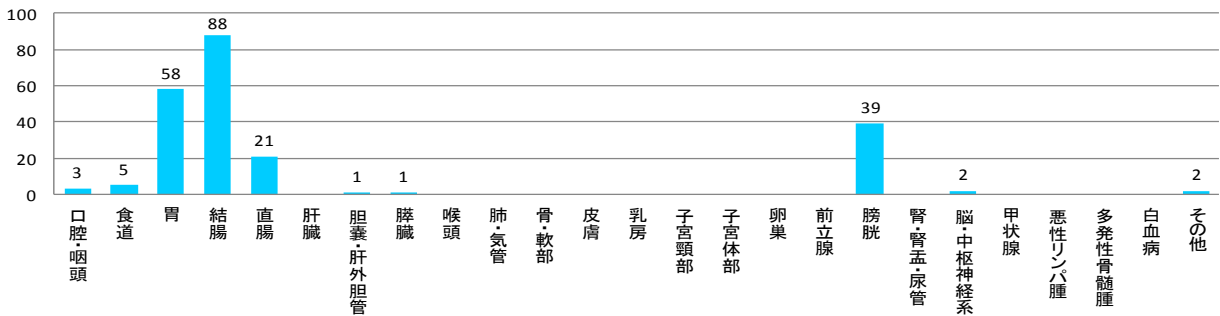 100
80
60
40
20
0
3
5
58
88
21
1
1
39
2
2
口腔・咽頭
食道
胃
結腸
直腸
肝臓
胆嚢・肝外胆管
膵臓
喉頭
肺・気管
骨・軟部
皮膚
乳房
子宮頸部
子宮体部
卵巣
前立腺
膀胱
腎・腎盂・尿管
脳・中枢神経系
甲状腺
悪性リンパ腫
多発性骨髄腫
白血病
その他